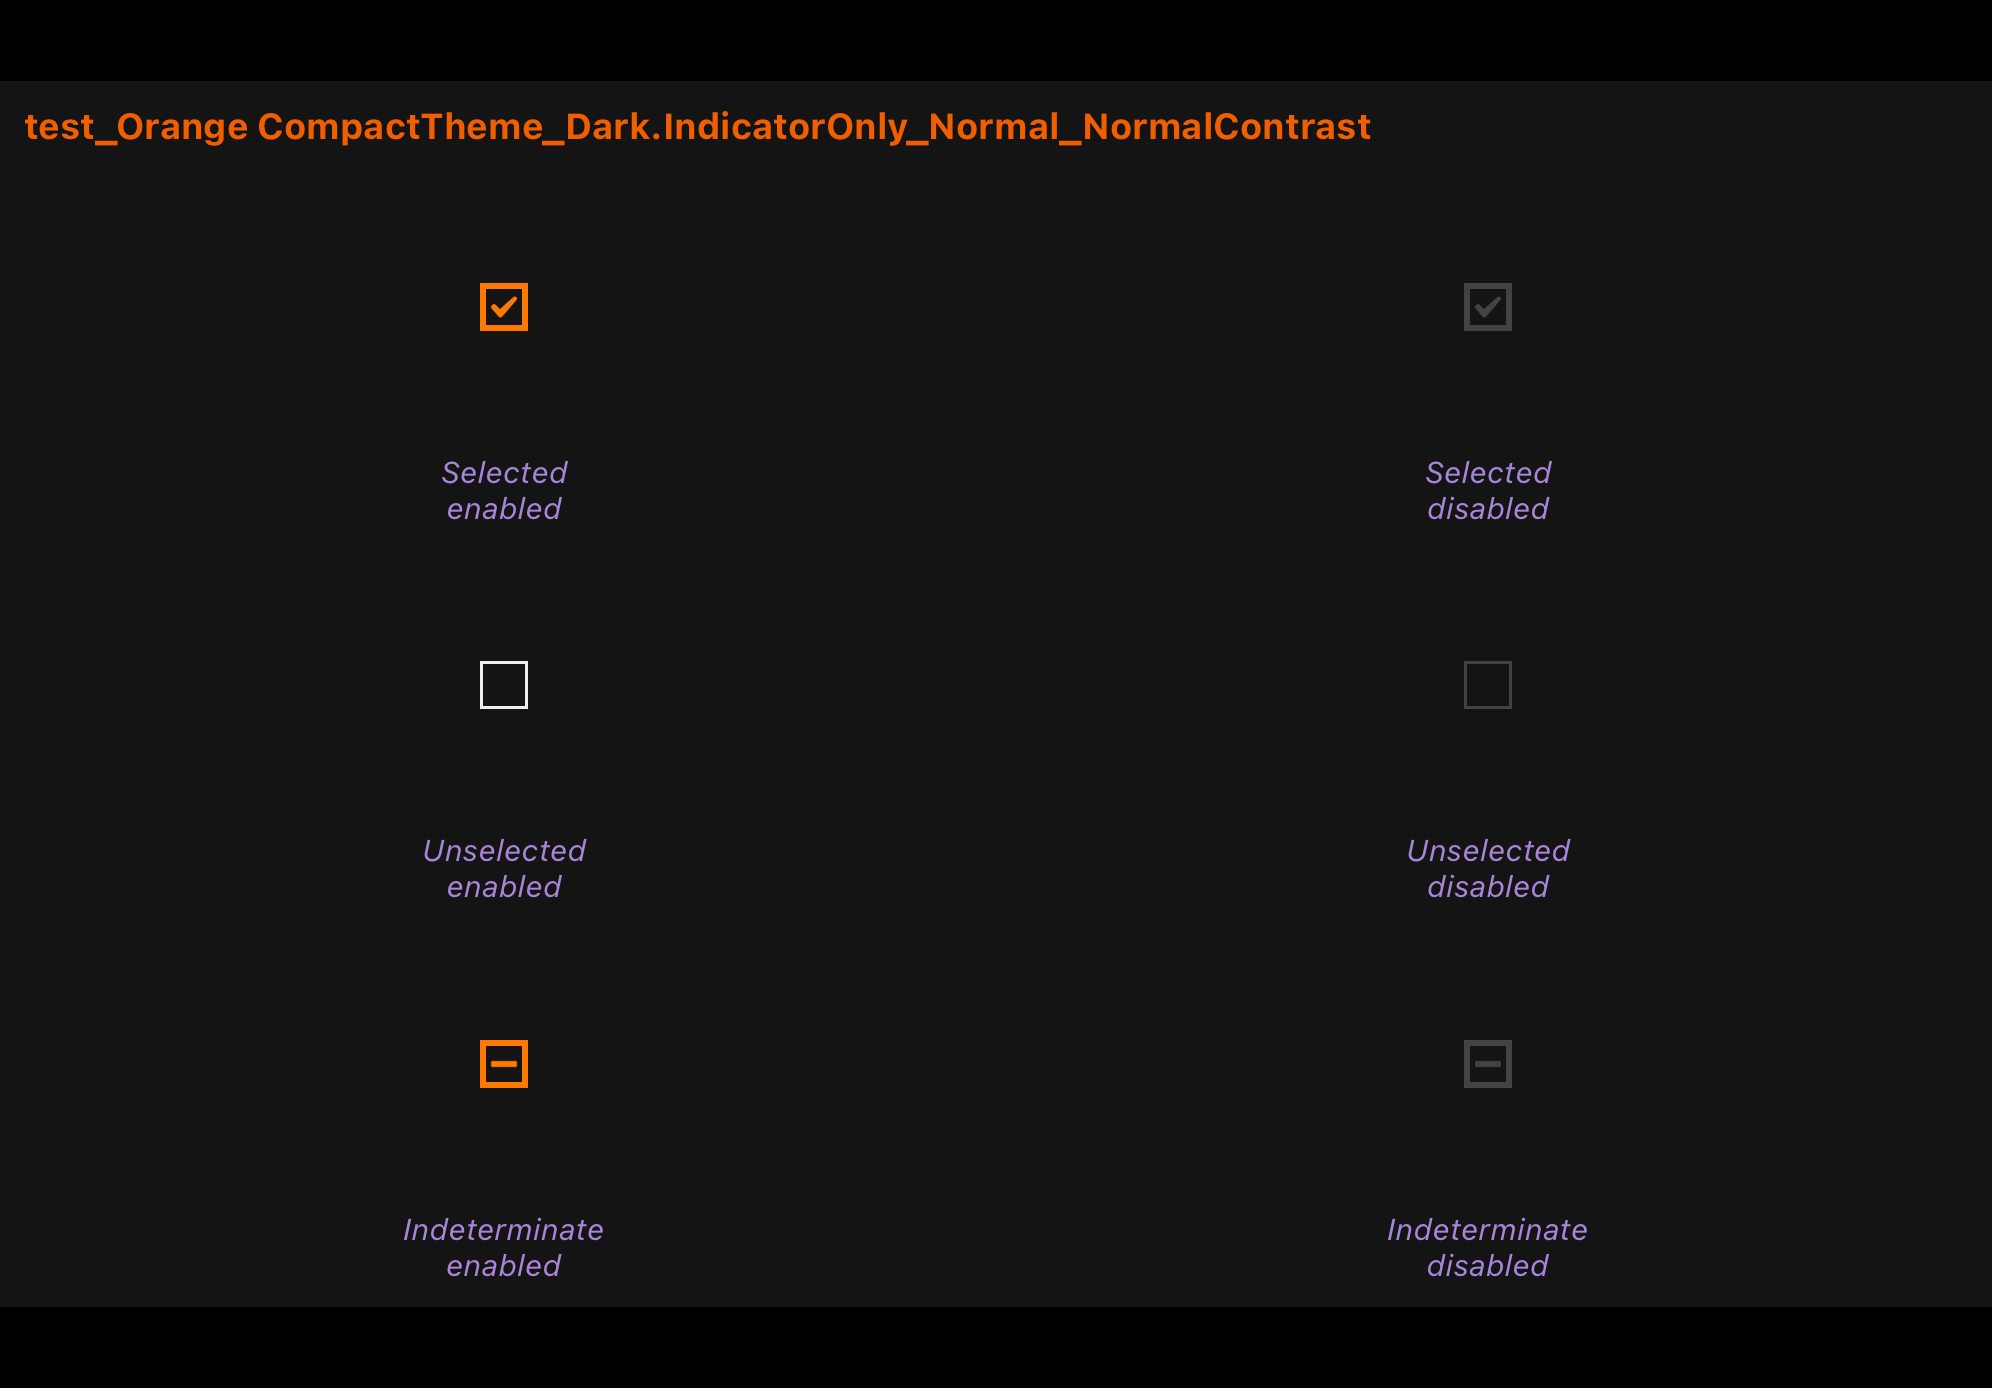 test_Orange CompactTheme_Dark.IndicatorOnly_Normal_NormalContrast
Selected
enabled
Selected
disabled
Unselected
enabled
Unselected
disabled
Indeterminate
enabled
Indeterminate
disabled